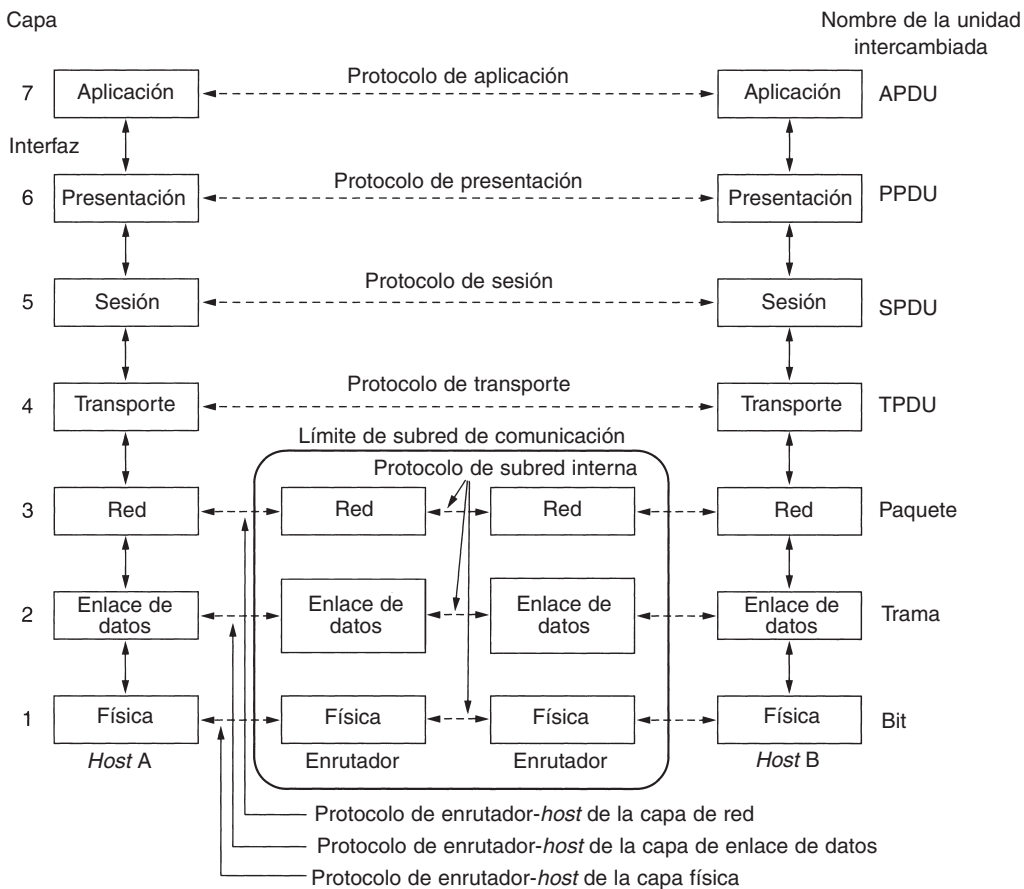 Capa
Nombre de la unidad
intercambiada
7
Aplicación
Protocolo de aplicación
Aplicación
APDU
Interfaz
6
Presentación
Protocolo de presentación
Presentación
PPDU
5
Sesión
Protocolo de sesión
Sesión
SPDU
4
Transporte
Protocolo de transporte
Transporte
TPDU
Límite de subred de comunicación
Protocolo de subred interna
3
Red
Red
Red
Red
Paquete
2
Enlace de
datos
Enlace de
datos
Enlace de
datos
Enlace de
datos
Trama
1
Física
Física
Física
Física
Bit
Host A
Enrutador
Enrutador
Host B
Protocolo de enrutador-host de la capa de red
Protocolo de enrutador-host de la capa de enlace de datos
Protocolo de enrutador-host de la capa física